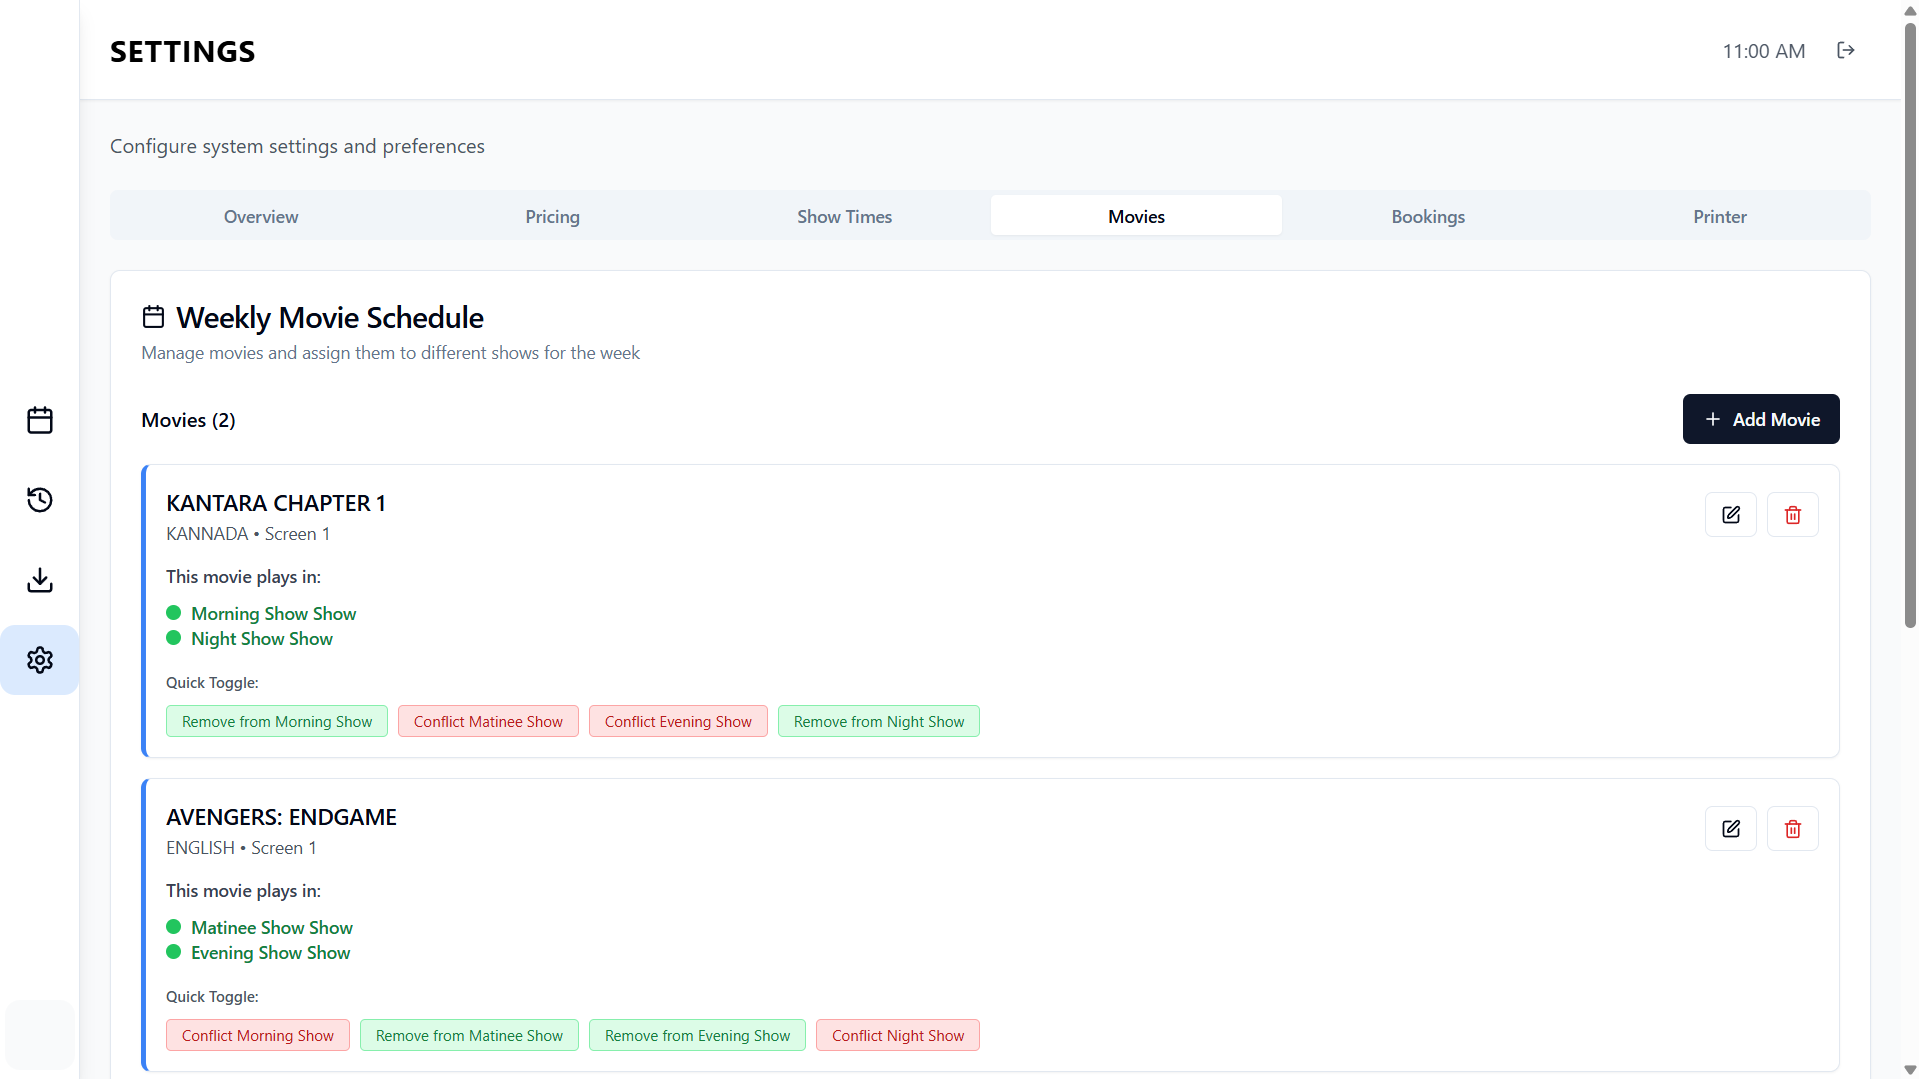 SETTINGS
11:00 AM
Configure system settings and preferences
Overview
Pricing
Show Times
Movies
Bookings
Printer
Weekly Movie Schedule
Manage movies and assign them to different shows for the week
Movies (2)
Add Movie
KANTARA CHAPTER 1
KANNADA • Screen 1
This movie plays in:
Morning Show Show
Night Show Show
Quick Toggle:
Remove from Morning Show
Conflict Matinee Show
Conflict Evening Show
Remove from Night Show
AVENGERS: ENDGAME
ENGLISH • Screen 1
This movie plays in:
Matinee Show Show
Evening Show Show
Quick Toggle:
Conflict Morning Show
Remove from Matinee Show
Remove from Evening Show
Conflict Night Show